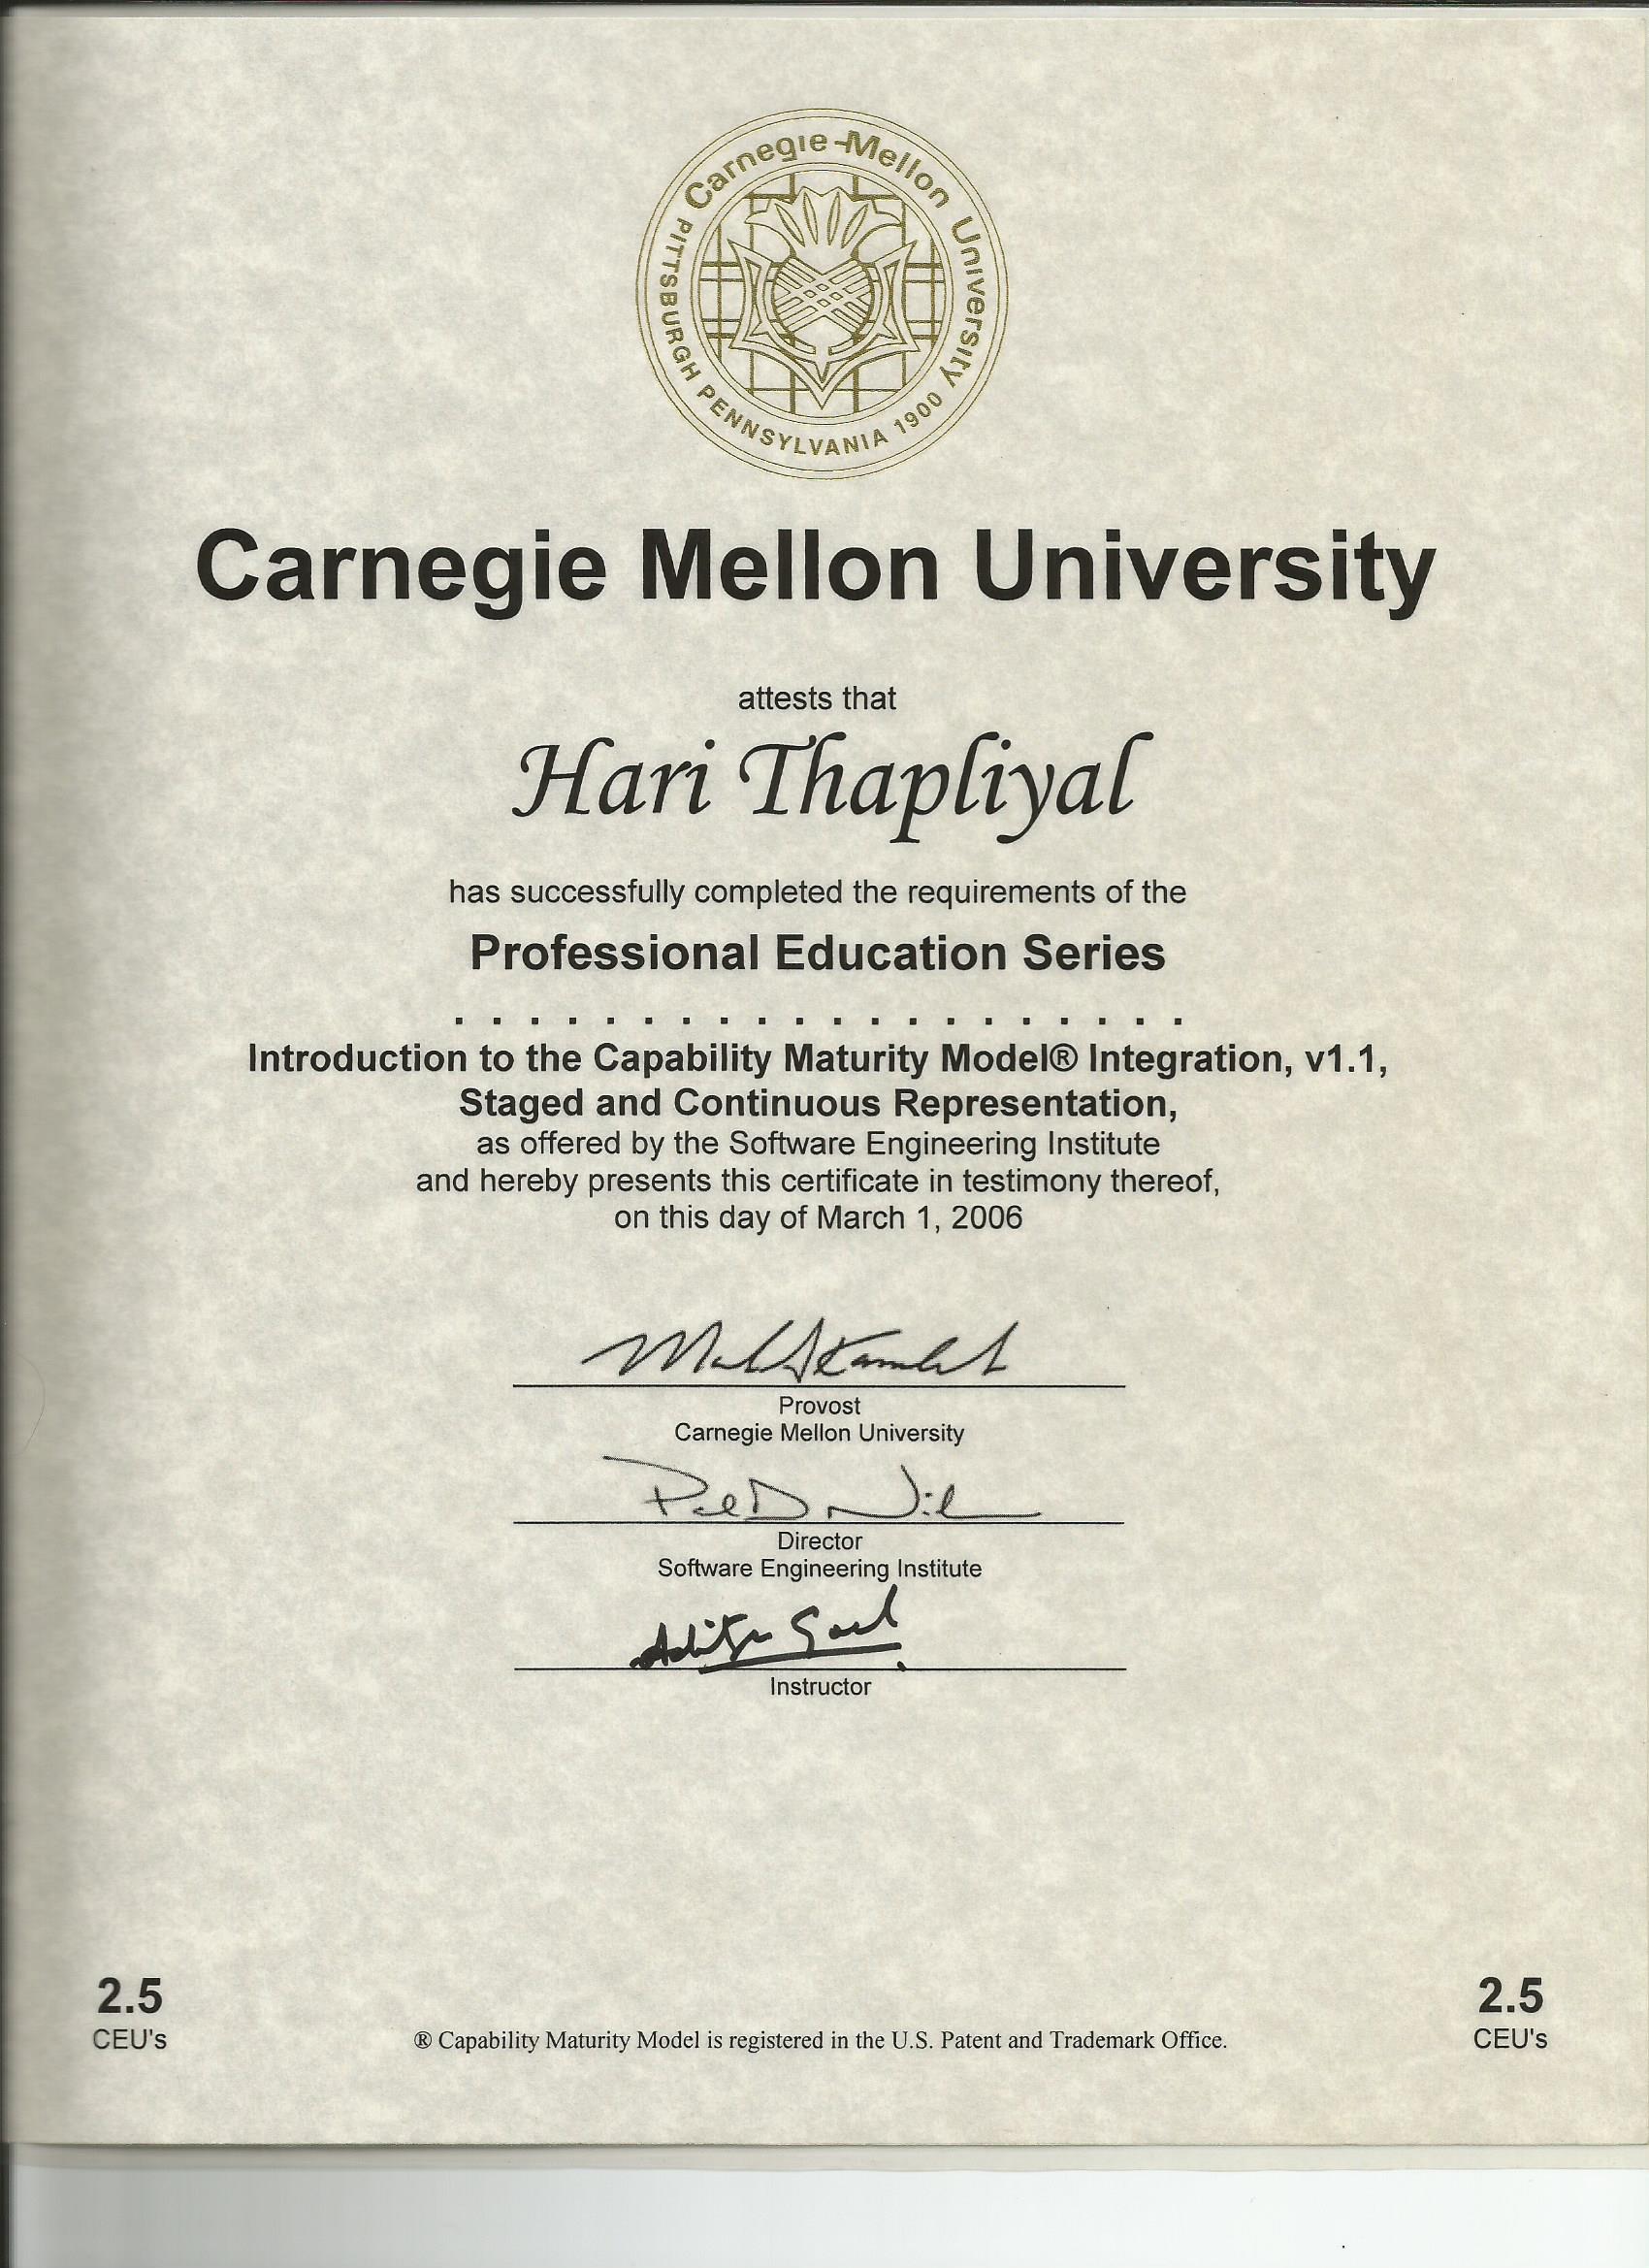 Carnegie-Mellon University
PITTSBURGH PENNSYLVANIA 1900
Carnegie Mellon University
attests that
Hari Thapliyal
has successfully completed the requirements of the
Professional Education Series
. . . . . . . . . . . . . . . . . . . .
Introduction to the Capability Maturity Model® Integration, v1.1,
Staged and Continuous Representation,
as offered by the Software Engineering Institute
and hereby presents this certificate in testimony thereof,
on this day of March 1, 2006
Provost
Carnegie Mellon University
Director
Software Engineering Institute
Instructor
2.5
CEU's
® Capability Maturity Model is registered in the U.S. Patent and Trademark Office.
2.5
CEU's